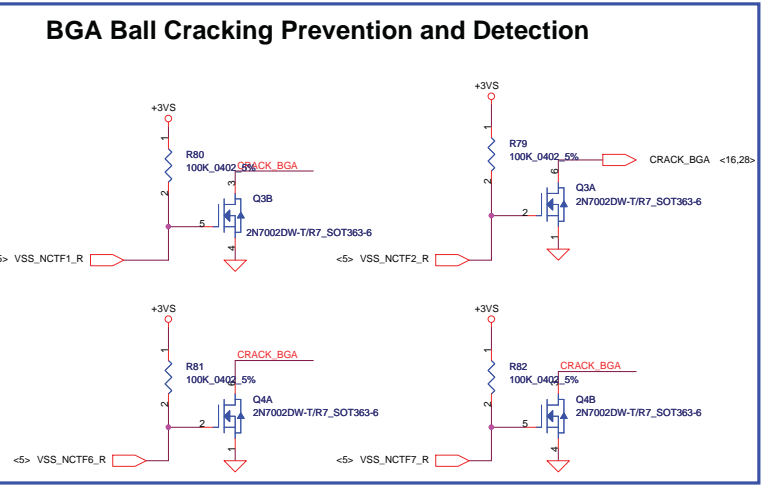 BGA Ball Cracking Prevention and Detection
+3VS
1
R80
100K_0402_5%
2
CRACK_BGA
3
Q3B
5
2N7002DW-T/R7_SOT363-6
4
5> VSS_NCTF1_R
+3VS
1
R79
100K_0402_5%
2
6
CRACK_BGA <16,28>
Q3A
2N7002DW-T/R7_SOT363-6
2
1
<5> VSS_NCTF2_R
+3VS
1
R81
100K_0402_5%
2
CRACK_BGA
6
Q4A
2N7002DW-T/R7_SOT363-6
2
1
<5> VSS_NCTF6_R
+3VS
1
R82
100K_0402_5%
2
CRACK_BGA
3
Q4B
2N7002DW-T/R7_SOT363-6
5
4
<5> VSS_NCTF7_R